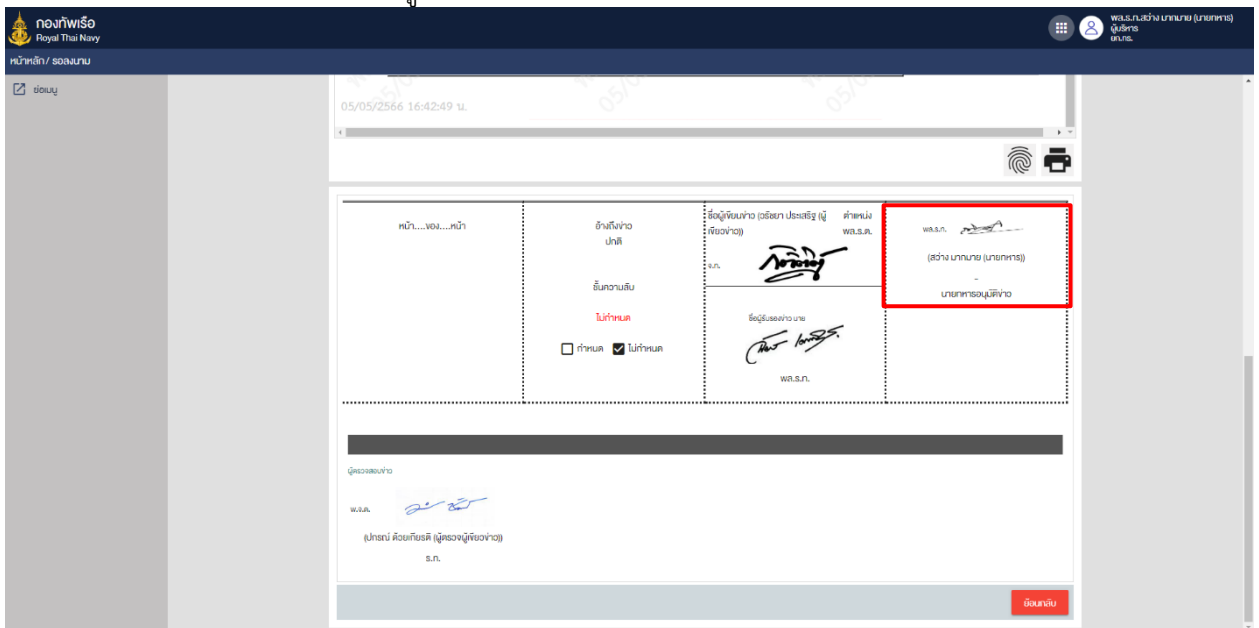 กองทัพเรือ
Royal Thai Navy
พล.ร.ท.สว่าง มากมาย (นายทหาร)
ผู้บริหาร
ยก.ทร.
หน้าหลัก / รอลงนาม
ย่อเมนู
05/05/2566 16:42:49 น.
หน้า....ของ....หน้า
อ้างถึงข่าว
ปกติ
ชั้นความลับ
ไม่กำหนด
กำหนด ไม่กำหนด
ชื่อผู้เขียนข่าว (อรัชยา ประเสริฐ (ผู้เขียวข่าว)) ตำแหน่ง พล.ร.ต.
จ.ท.
ชื่อผู้รับรองข่าว นาย
พล.ร.ท.
พล.ร.ท.
(สว่าง มากมาย (นายทหาร))
-
นายทหารอนุมัติข่าว
ผู้ตรวจสอบข่าว
พ.จ.ต.
(ปกรณ์ ด้อยเกียรติ (ผู้ตรวจผู้เขียวข่าว))
ร.ท.
ย้อนกลับ